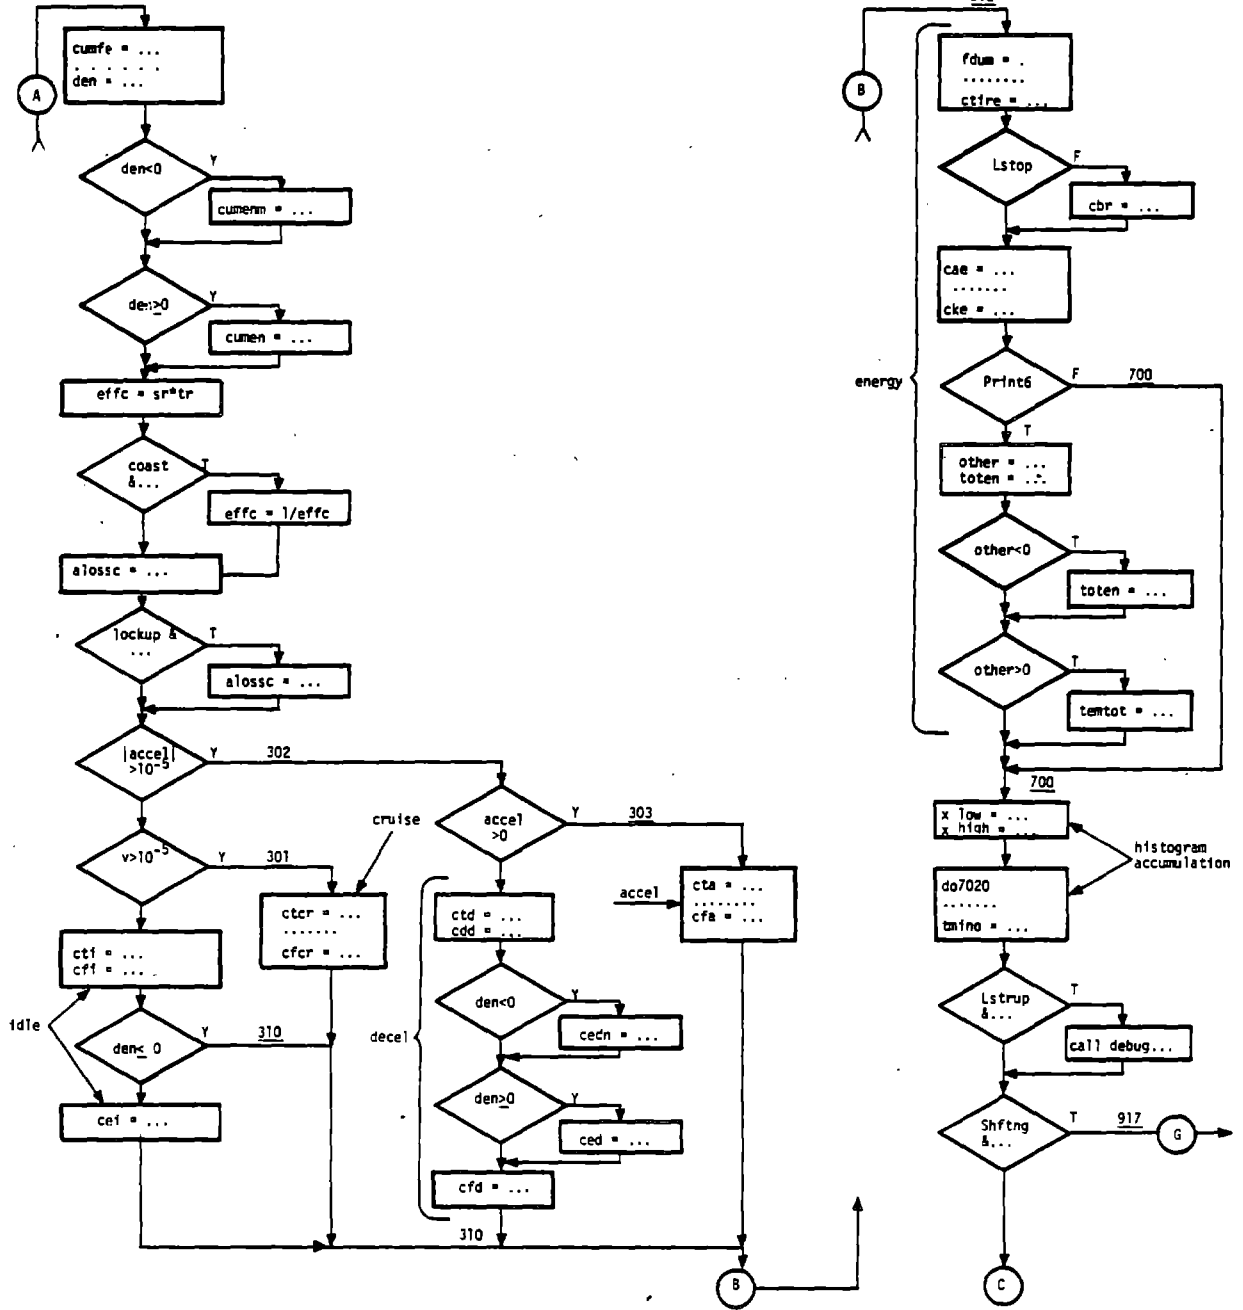 A
cumfe = ...
. . . . . .
den = ...
den<0
Y
cumenm = ...
den≥0
Y
cumen = ...
effc = sr*tr
coast
&...
T
effc = 1/effc
alossc = ...
lockup &
...
T
alossc = ...
|accel|
>10⁻⁵
Y
302
v>10⁻⁵
Y
301
cruise
ctcr = ...
.......
cfcr = ...
cti = ...
cfi = ...
idle
den≤ 0
Y
310
cei = ...
accel
>0
Y
303
accel
cta = ...
........
cfa = ...
ctd = ...
cdd = ...
decel
den<0
Y
cedn = ...
den≥0
Y
ced = ...
cfd = ...
310
B
B
fdum = .
........
ctire = ...
Lstop
F
cbr = ...
cae = ...
.......
cke = ...
energy
Print6
F
700
T
other = ...
toten = ...
other<0
T
toten = ...
other>0
T
temtot = ...
700
x low = ...
x high = ...
histogram
accumulation
do7020
.......
tmino = ...
Lstrup
&...
T
call debug...
Shftng
&...
T
917
G
C